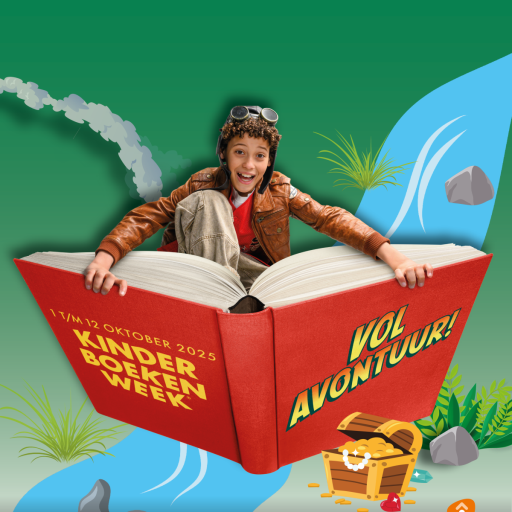 1 T/M 12 OKTOBER 2025
KINDER
BOEKEN
WEEK
VOL
AVONTUUR!